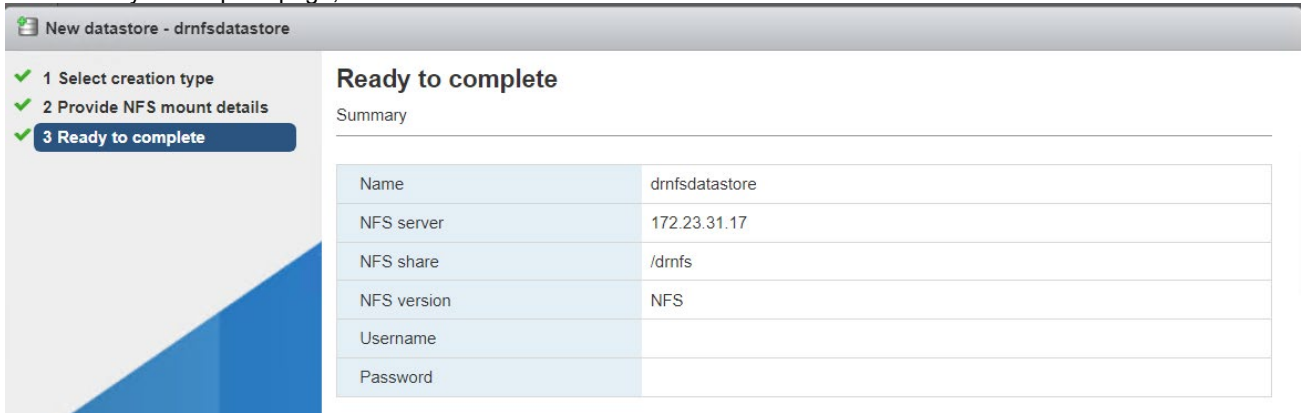 New datastore - drnfsdatastore
1 Select creation type
2 Provide NFS mount details
3 Ready to complete
Ready to complete
Summary
Name drnfsdatastore
NFS server 172.23.31.17
NFS share /drnfs
NFS version NFS
Username
Password